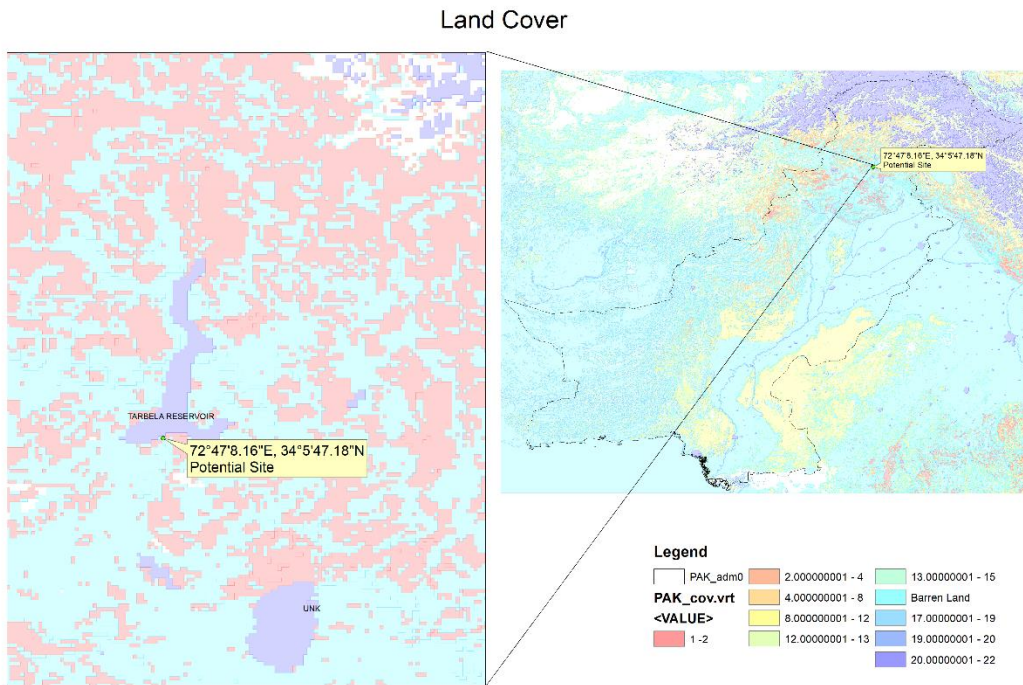 Land Cover
TARBELA RESERVOIR
72°47'8.16"E, 34°5'47.18"N
Potential Site
UNK
72°47'8.16"E, 34°5'47.18"N
Potential Site
Legend
PAK_adm0
PAK_cov.vrt
<VALUE>
1 -2
2.000000001 - 4
4.000000001 - 8
8.000000001 - 12
12.00000001 - 13
13.00000001 - 15
Barren Land
17.00000001 - 19
19.00000001 - 20
20.00000001 - 22